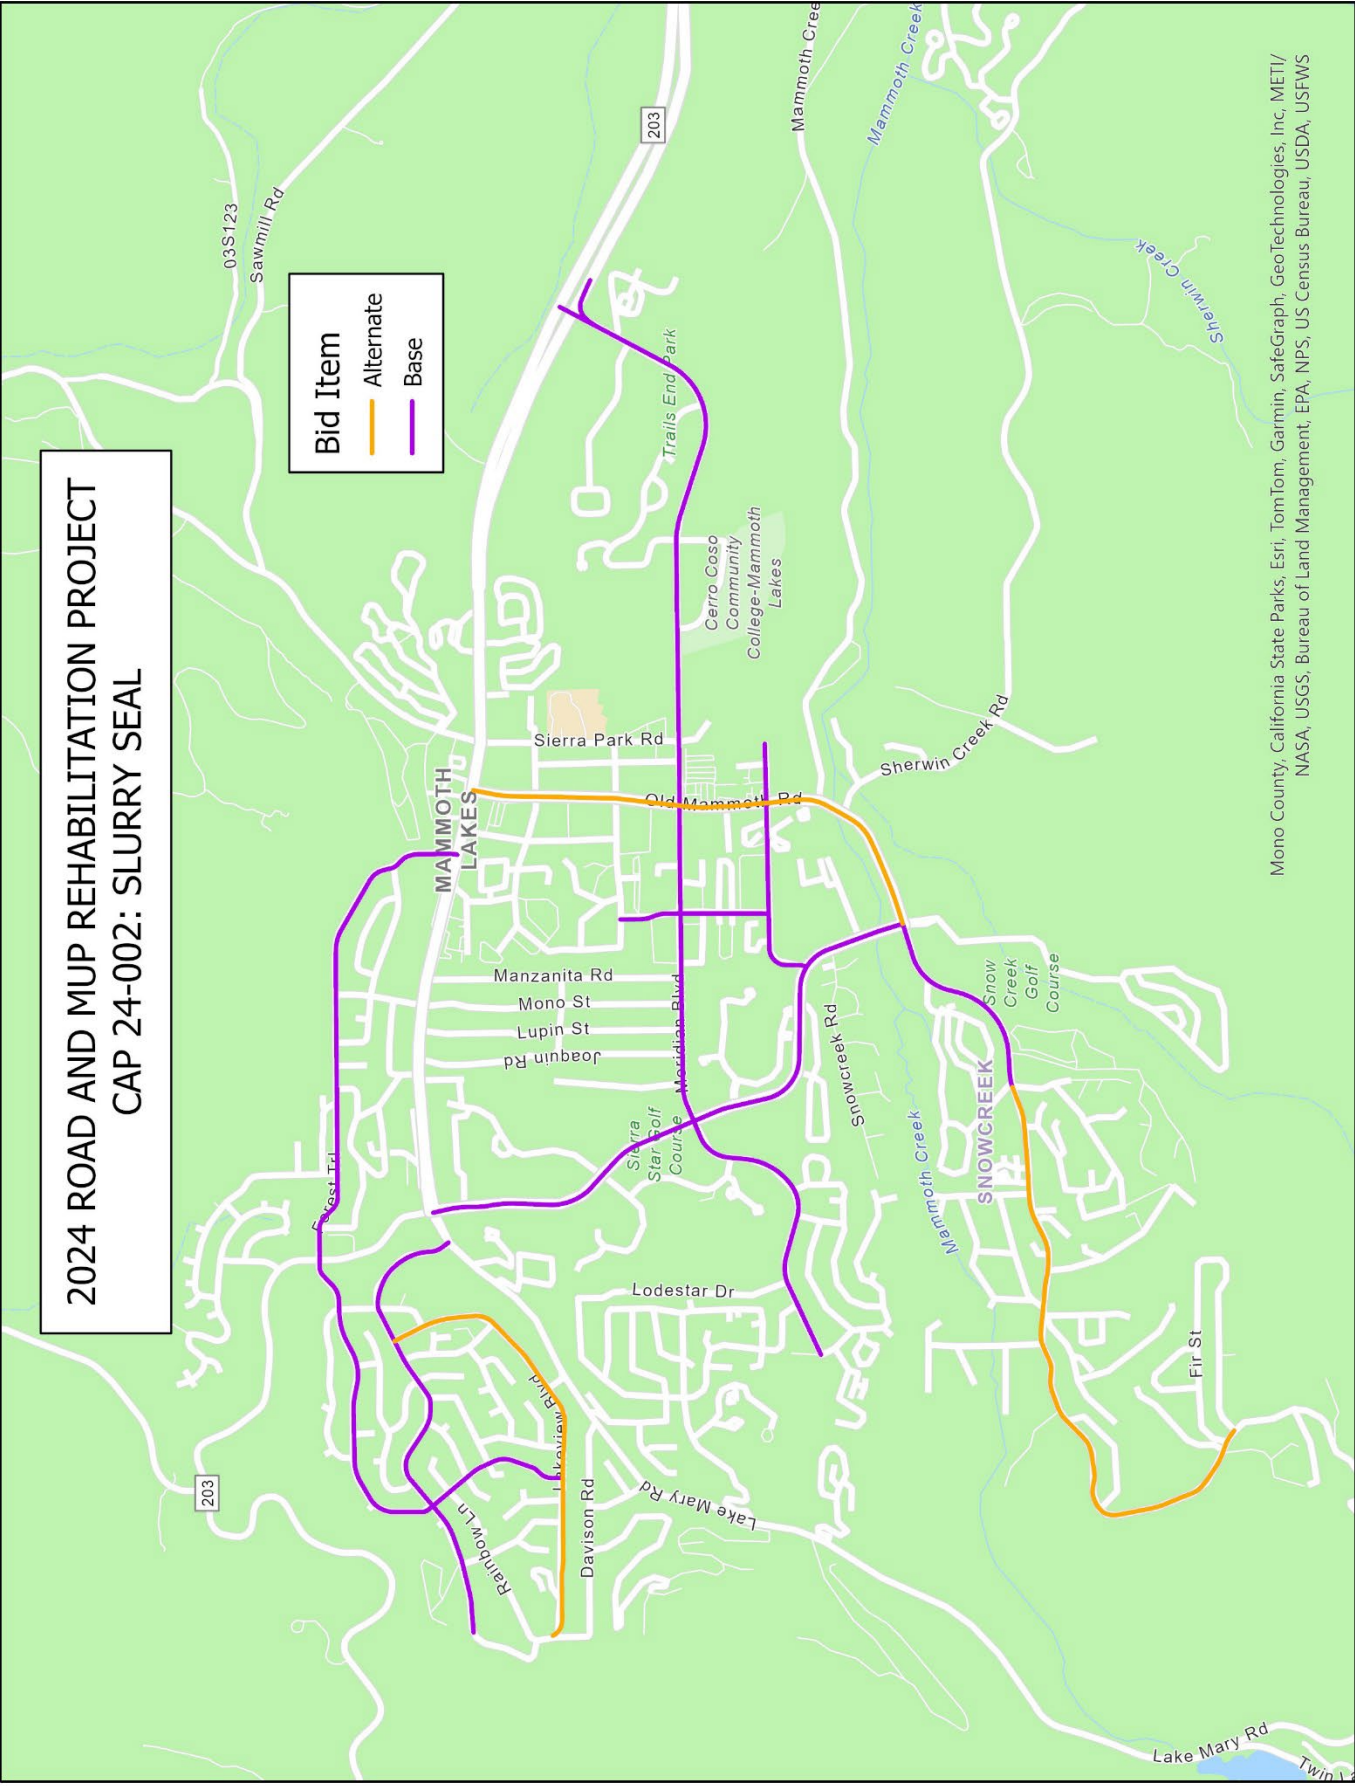 2024 ROAD AND MUP REHABILITATION PROJECT
CAP 24-002: SLURRY SEAL
Bid Item
Alternate
Base
203
03S123
Sawmill Rd
203
Forest Trl
MAMMOTH
LAKES
Sierra Park Rd
Old Mammoth Rd
Manzanita Rd
Mono St
Lupin St
Joaquin Rd
Meridian Blvd
Trails End Park
Cerro Coso
Community
College-Mammoth
Lakes
Mammoth Cree
Mammoth Creek
Sherwin Creek
Sherwin Creek Rd
Sierra
Star Golf
Course
Snowcreek Rd
Snow
Creek
Golf
Course
SNOWCREEK
Mammoth Creek
Lodestar Dr
Lakeview Blvd
Rainbow Ln
Davison Rd
Lake Mary Rd
Fir St
Lake Mary Rd
Twin
Mono County, California State Parks, Esri, TomTom, Garmin, SafeGraph, GeoTechnologies, Inc, METI/
NASA, USGS, Bureau of Land Management, EPA, NPS, US Census Bureau, USDA, USFWS